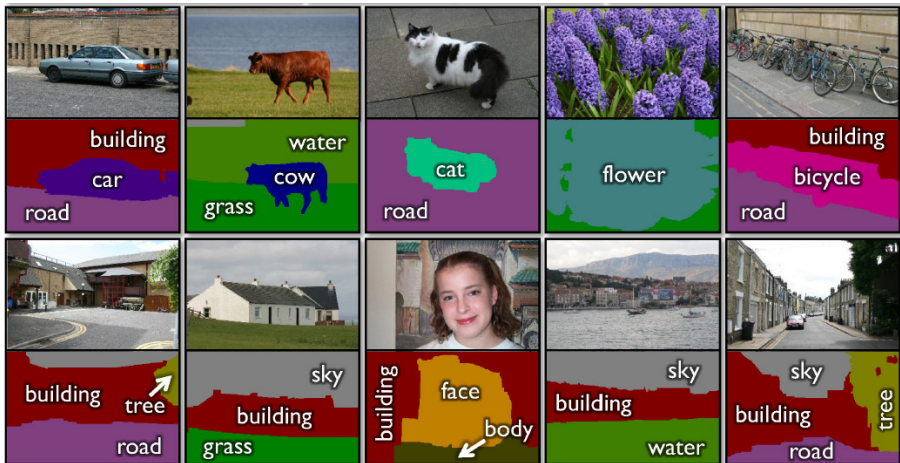 building
car
road
water
cow
grass
cat
road
flower
building
bicycle
road
building
tree
road
sky
building
grass
building
face
body
sky
building
water
sky
building
tree
road